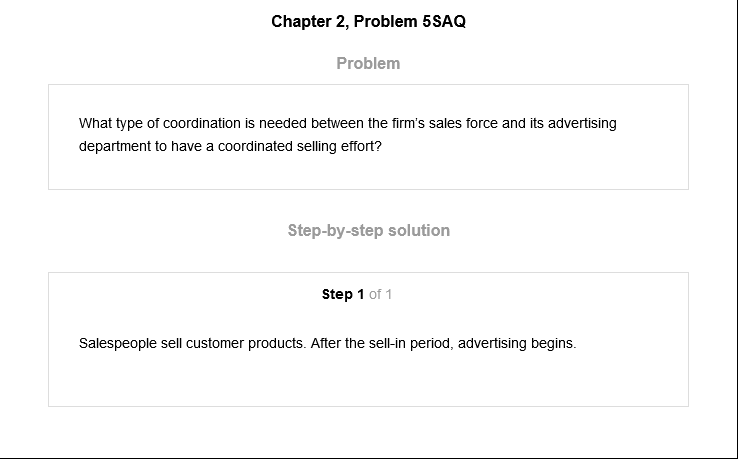 Chapter 2, Problem 5SAQ
Problem
What type of coordination is needed between the firm's sales force and its advertising
department to have a coordinated selling effort?
Step-by-step solution
Step 1 of 1
Salespeople sell customer products. After the sell-in period, advertising begins.